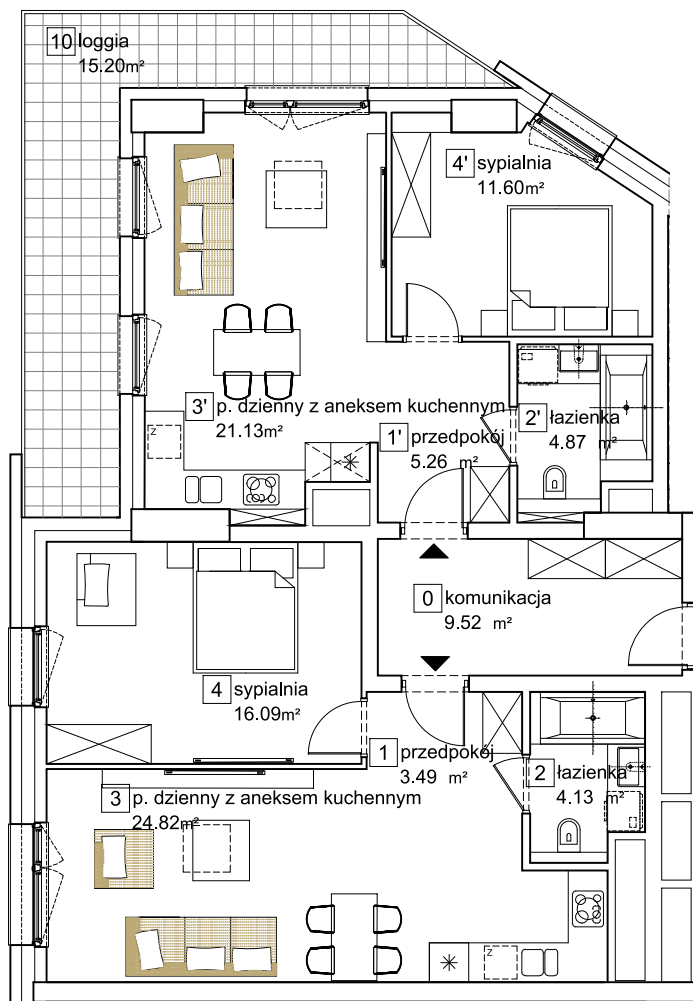 10 loggia
15.20m²
4' sypialnia
11.60m²
3' p. dzienny z aneksem kuchennym
21.13m²
2' łazienka
4.87 m²
1' przedpokój
5.26 m²
z
0 komunikacja
9.52 m²
4 sypialnia
16.09m²
1 przedpokój
3.49 m²
2 łazienka
4.13 m²
3 p. dzienny z aneksem kuchennym
24.82m²
z